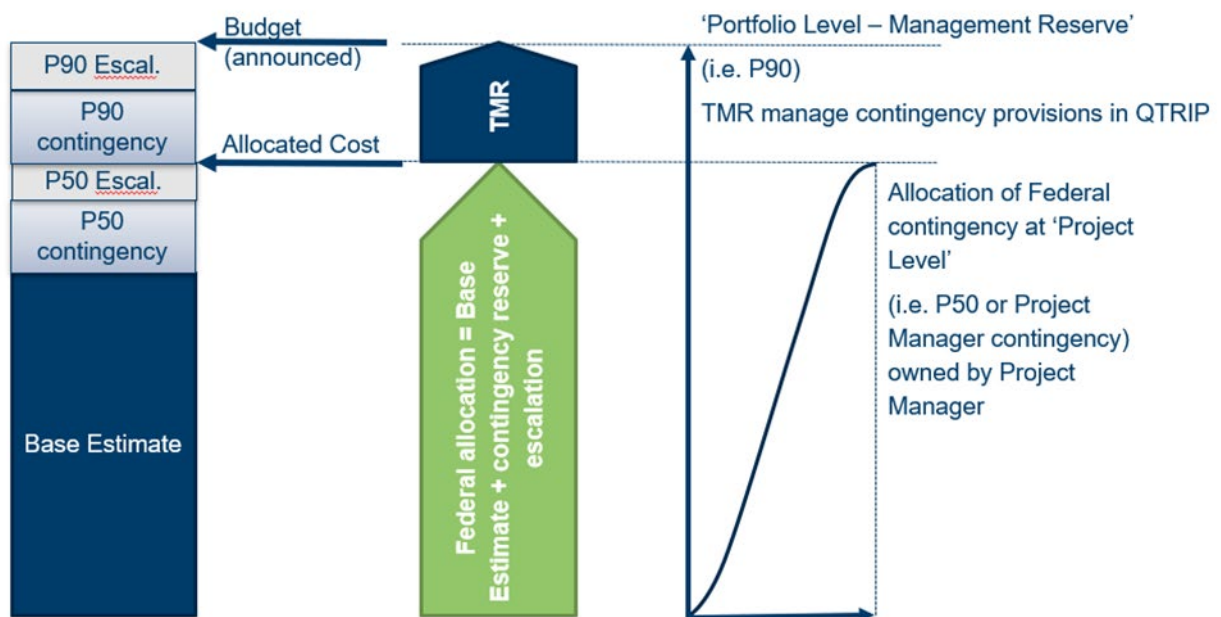 P90 Escal.
P90
contingency
P50 Escal.
P50
contingency
Base Estimate
Budget
(announced)
Allocated Cost
TMR
Federal allocation = Base
Estimate + contingency reserve +
escalation
‘Portfolio Level – Management Reserve’
(i.e. P90)
TMR manage contingency provisions in QTRIP
Allocation of Federal
contingency at ‘Project
Level’
(i.e. P50 or Project
Manager contingency)
owned by Project
Manager